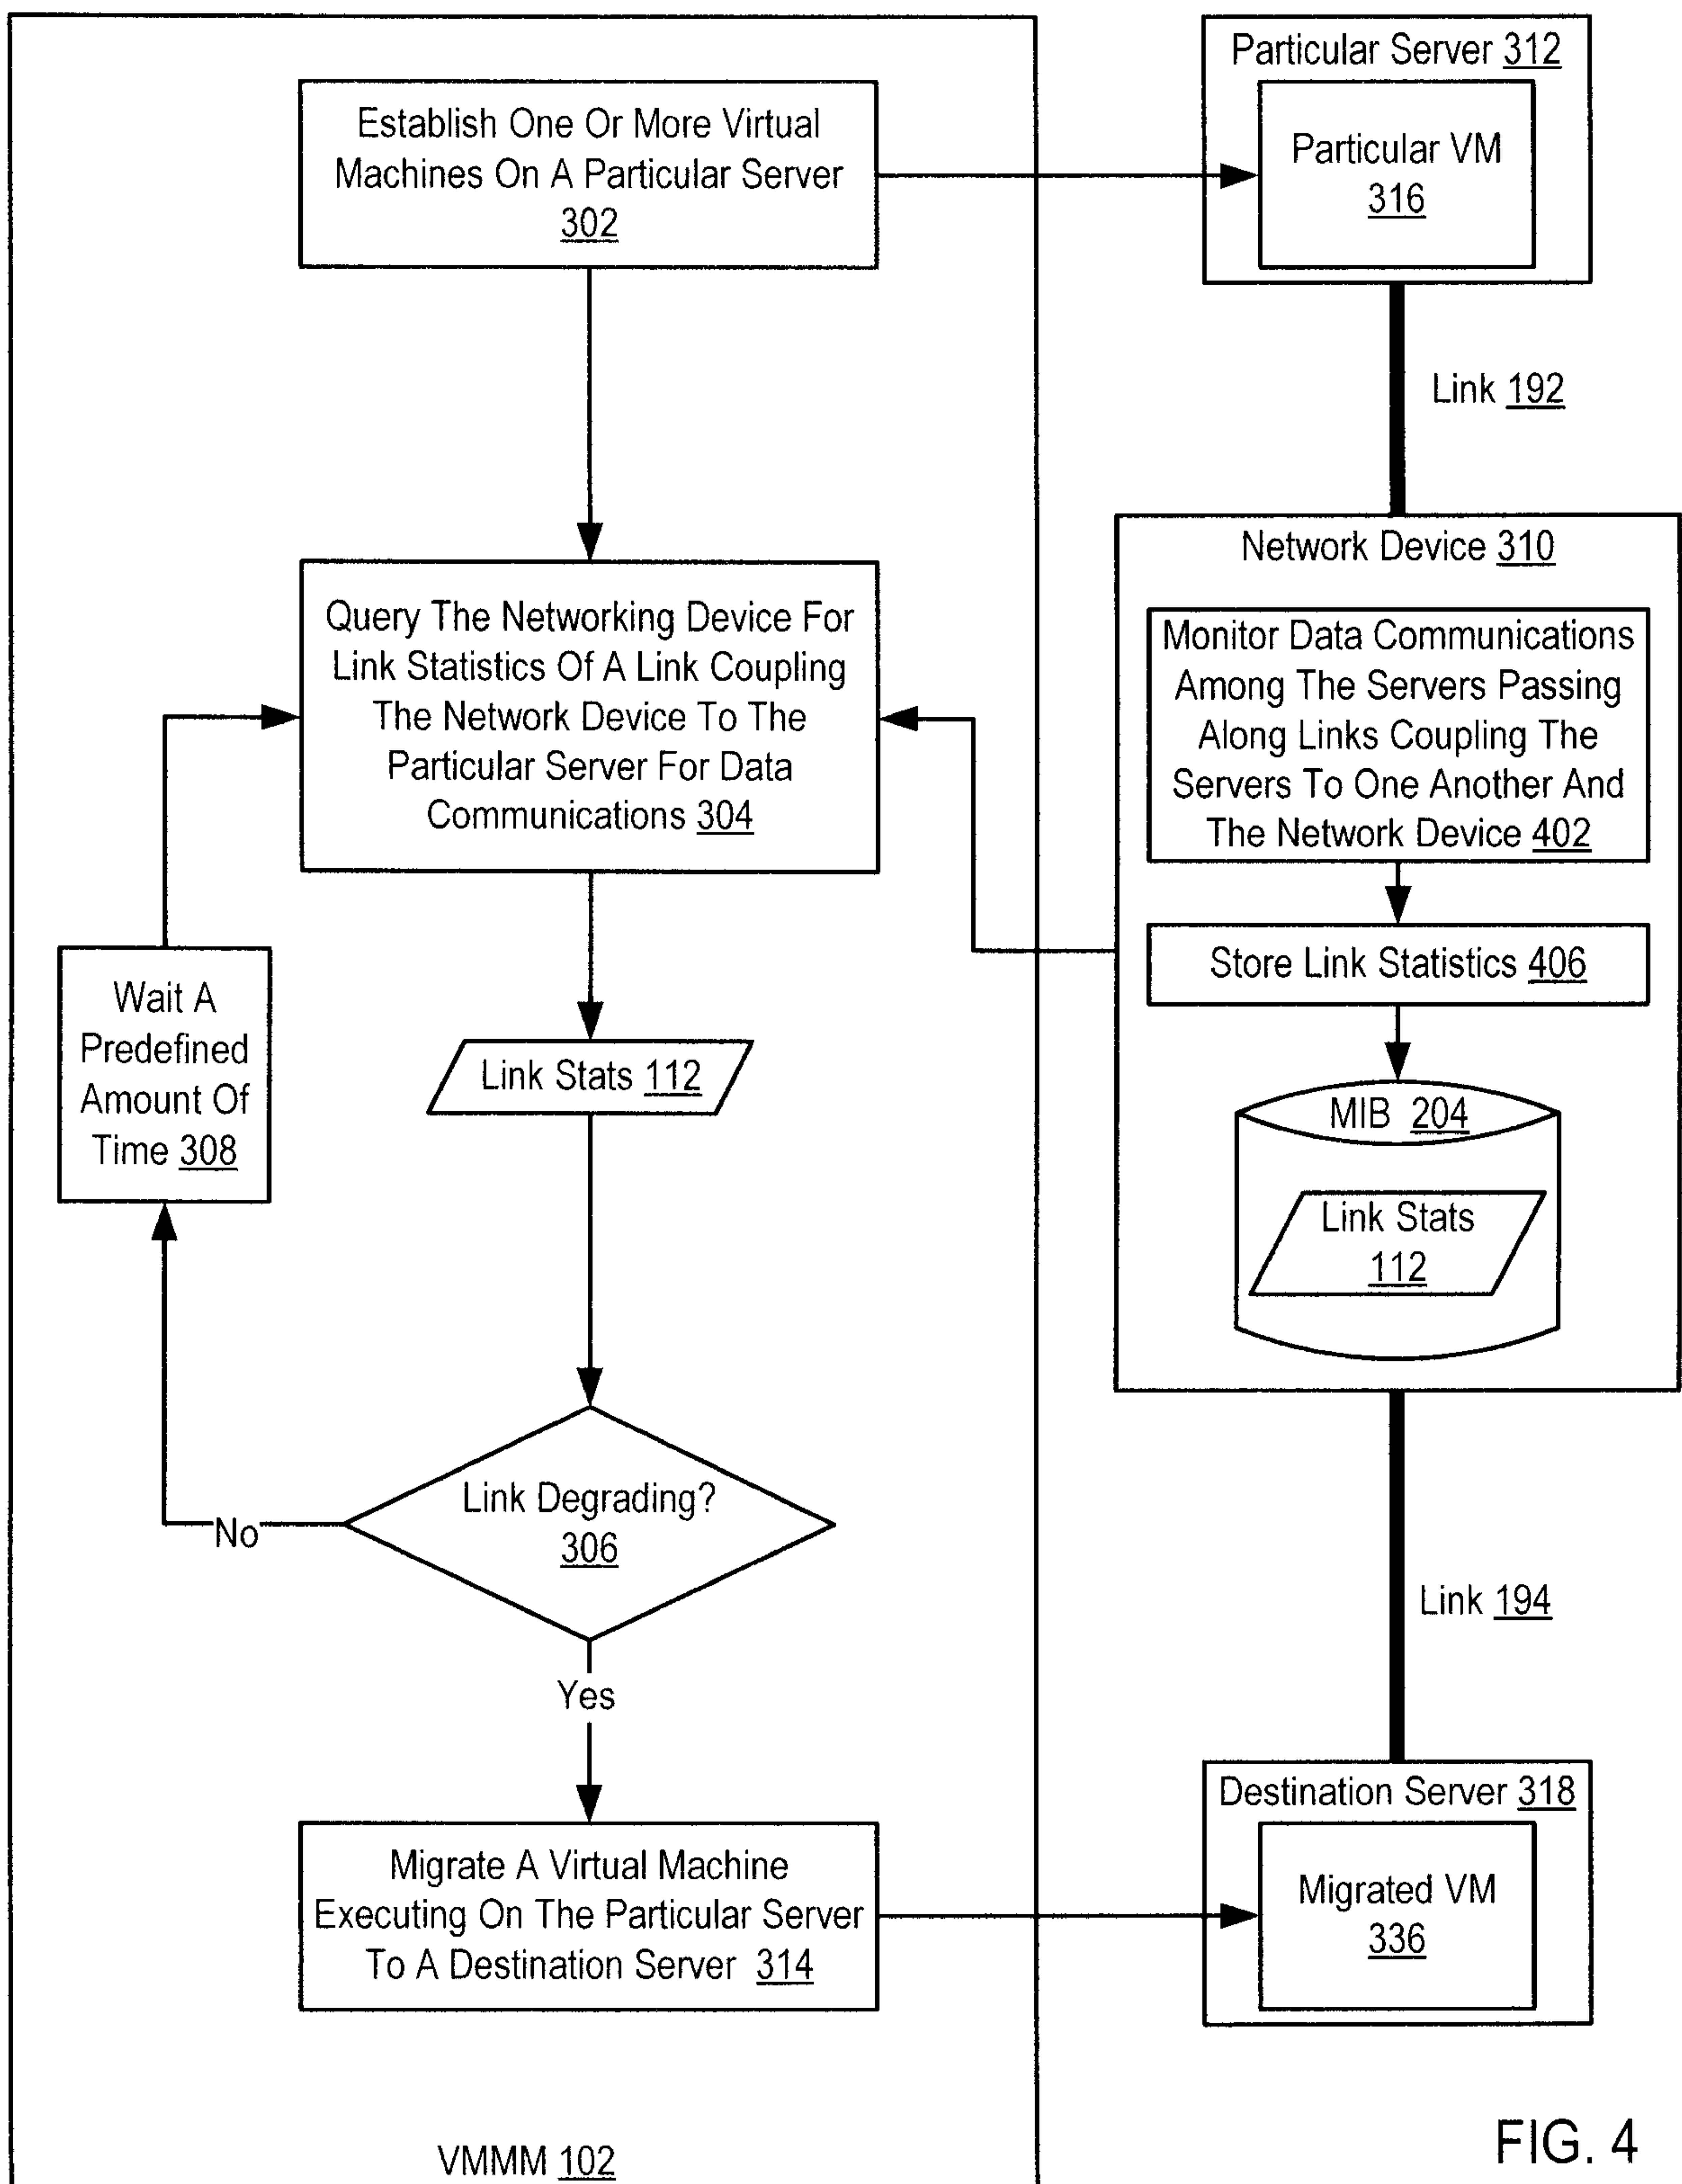 Establish One Or More Virtual
Machines On A Particular Server
302
Particular Server 312
Particular VM
316
Link 192
Query The Networking Device For
Link Statistics Of A Link Coupling
The Network Device To The
Particular Server For Data
Communications 304
Network Device 310
Monitor Data Communications
Among The Servers Passing
Along Links Coupling The
Servers To One Another And
The Network Device 402
Store Link Statistics 406
MIB 204
Link Stats
112
Wait A
Predefined
Amount Of
Time 308
Link Stats 112
Link Degrading?
306
No
Yes
Link 194
Migrate A Virtual Machine
Executing On The Particular Server
To A Destination Server 314
Destination Server 318
Migrated VM
336
VMMM 102
FIG. 4